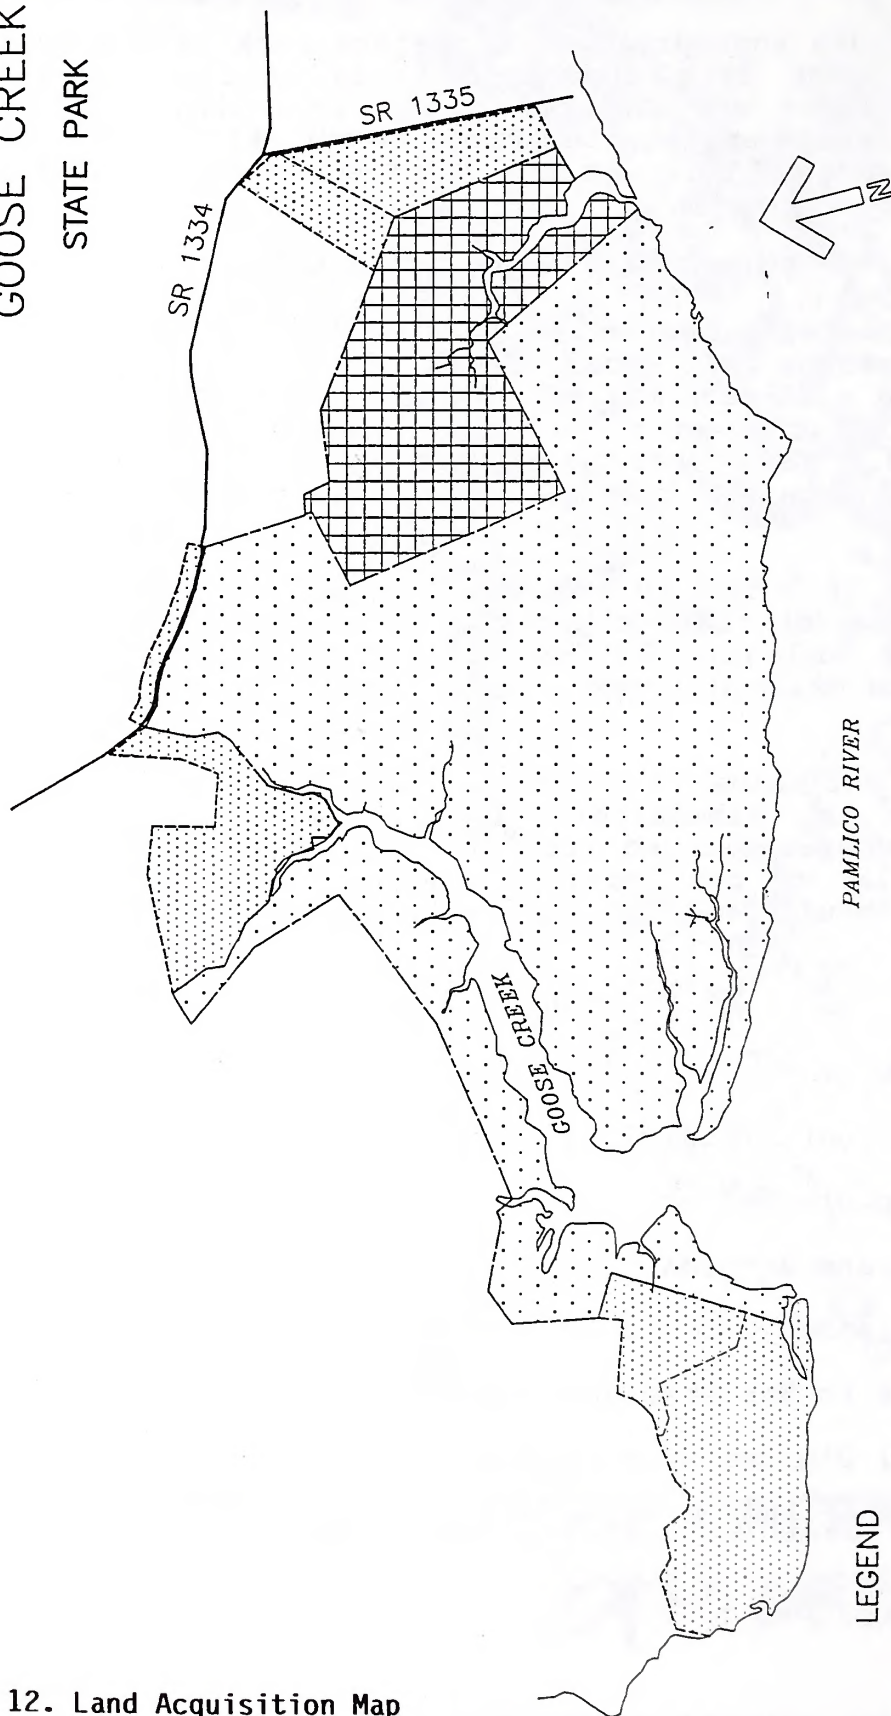 GOOSE CREEK
STATE PARK
SR 1335
SR 1334
N
GOOSE CREEK
PAMLICO RIVER
LEGEND
12. Land Acquisition Map